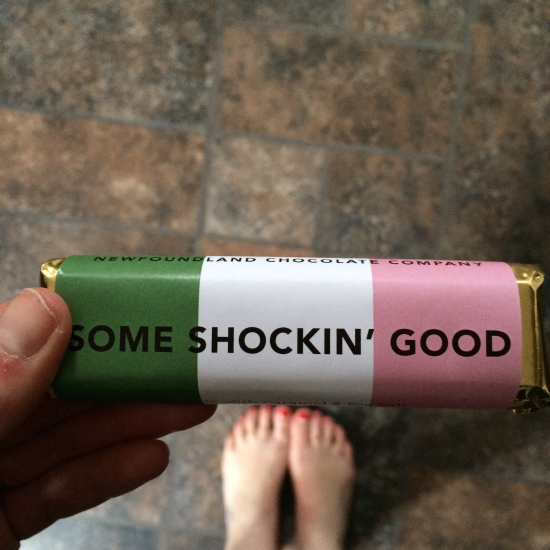 NEWFOUNDLAND CHOCOLATE COMPANY
SOME SHOCKIN' GOOD